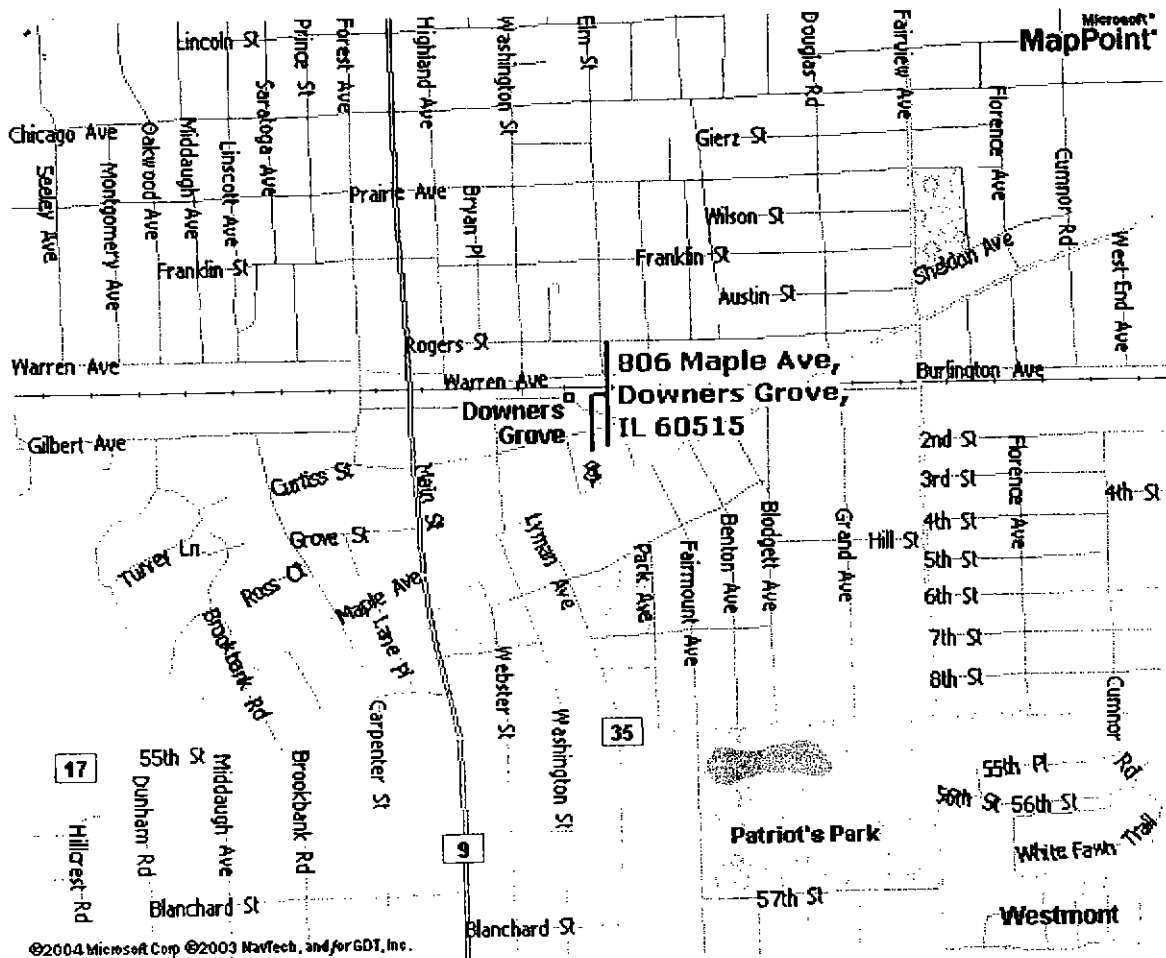 Microsoft®
MapPoint®
Lincoln St
Prince St
Forest Ave
Highland Ave
Washington St
Elm St
Douglas Rd
Fairview Ave
Saratoga Ave
Chicago Ave
Oakwood Ave
Middaugh Ave
Linscott Ave
Gierz St
Florence Ave
Cumnor Rd
Seeley Ave
Montgomery Ave
Prairie Ave
Bryan Pl
Wilson St
Franklin St
Franklin St
Sheldon Ave
West End Ave
Austin St
Rogers St
Warren Ave
Warren Ave
806 Maple Ave,
Downers Grove,
IL 60515
Burlington Ave
Downers
Grove
Gilbert Ave
2nd St
Florence Ave
Curtiss St
Main St
3rd St
4th St
Grove St
Lyman Ave
Blodgett Ave
Benton Ave
Grand Ave
4th St
Turvey Ln
Hill St
5th St
Ross Ct
Maple Ave
Park Ave
Fairmount Ave
6th St
Brookbank Rd
Lane Pl
7th St
Webster St
8th St
Carpenter St
Washington St
35
Cumnor Rd
17
55th St
Middaugh Ave
Brookbank Rd
55th Pl
Dunham Rd
56th St
56th St
Hillcrest Rd
9
Patriot's Park
White Fawn Trail
57th St
Blanchard St
Blanchard St
Westmont
©2004 Microsoft Corp ©2003 NavTech, and/or GDT, Inc.